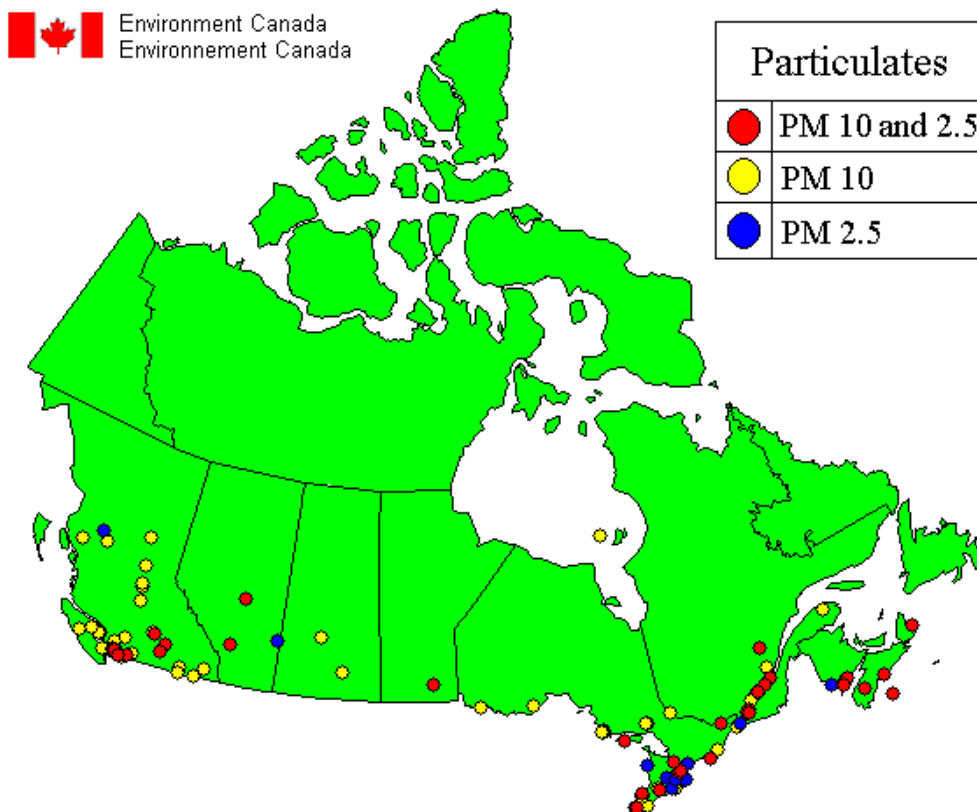 Environment Canada
Environnement Canada
Particulates
PM 10 and 2.5
PM 10
PM 2.5